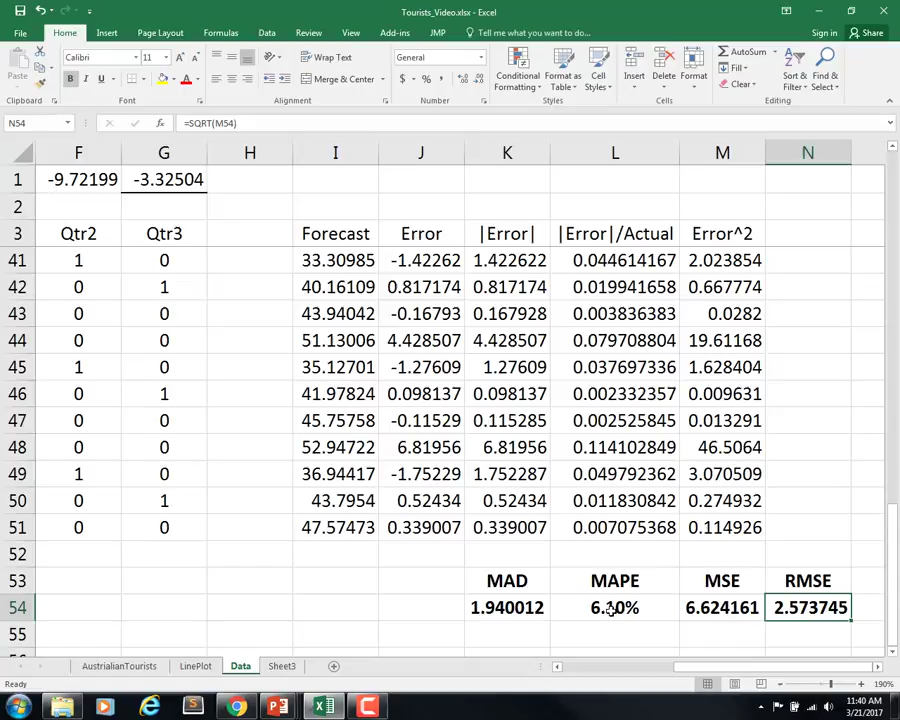 Tourists_Video.xlsx - Excel
File Home Insert Page Layout Formulas Data Review View Add-ins JMP Tell me what you want to do... Sign in Share
Calibri 11 A A Wrap Text General AutoSum
Paste B I U A Merge & Center $ % , Conditional Formatting Format as Table Cell Styles Insert Delete Format Fill Clear Sort & Filter Find & Select
Clipboard Font Alignment Number Styles Cells Editing
N54 fx =SQRT(M54)
F G H I J K L M N
1 -9.72199 -3.32504
2
3 Qtr2 Qtr3 Forecast Error |Error| |Error|/Actual Error^2
41 1 0 33.30985 -1.42262 1.422622 0.044614167 2.023854
42 0 1 40.16109 0.817174 0.817174 0.019941658 0.667774
43 0 0 43.94042 -0.16793 0.167928 0.003836383 0.0282
44 0 0 51.13006 4.428507 4.428507 0.079708804 19.61168
45 1 0 35.12701 -1.27609 1.27609 0.037697336 1.628404
46 0 1 41.97824 0.098137 0.098137 0.002332357 0.009631
47 0 0 45.75758 -0.11529 0.115285 0.002525845 0.013291
48 0 0 52.94722 6.81956 6.81956 0.114102849 46.5064
49 1 0 36.94417 -1.75229 1.752287 0.049792362 3.070509
50 0 1 43.7954 0.52434 0.52434 0.011830842 0.274932
51 0 0 47.57473 0.339007 0.339007 0.007075368 0.114926
52
53 MAD MAPE MSE RMSE
54 1.940012 6.624161 2.573745
55
AustralianTourists LinePlot Data Sheet3
Ready 190%
11:40 AM
3/21/2017